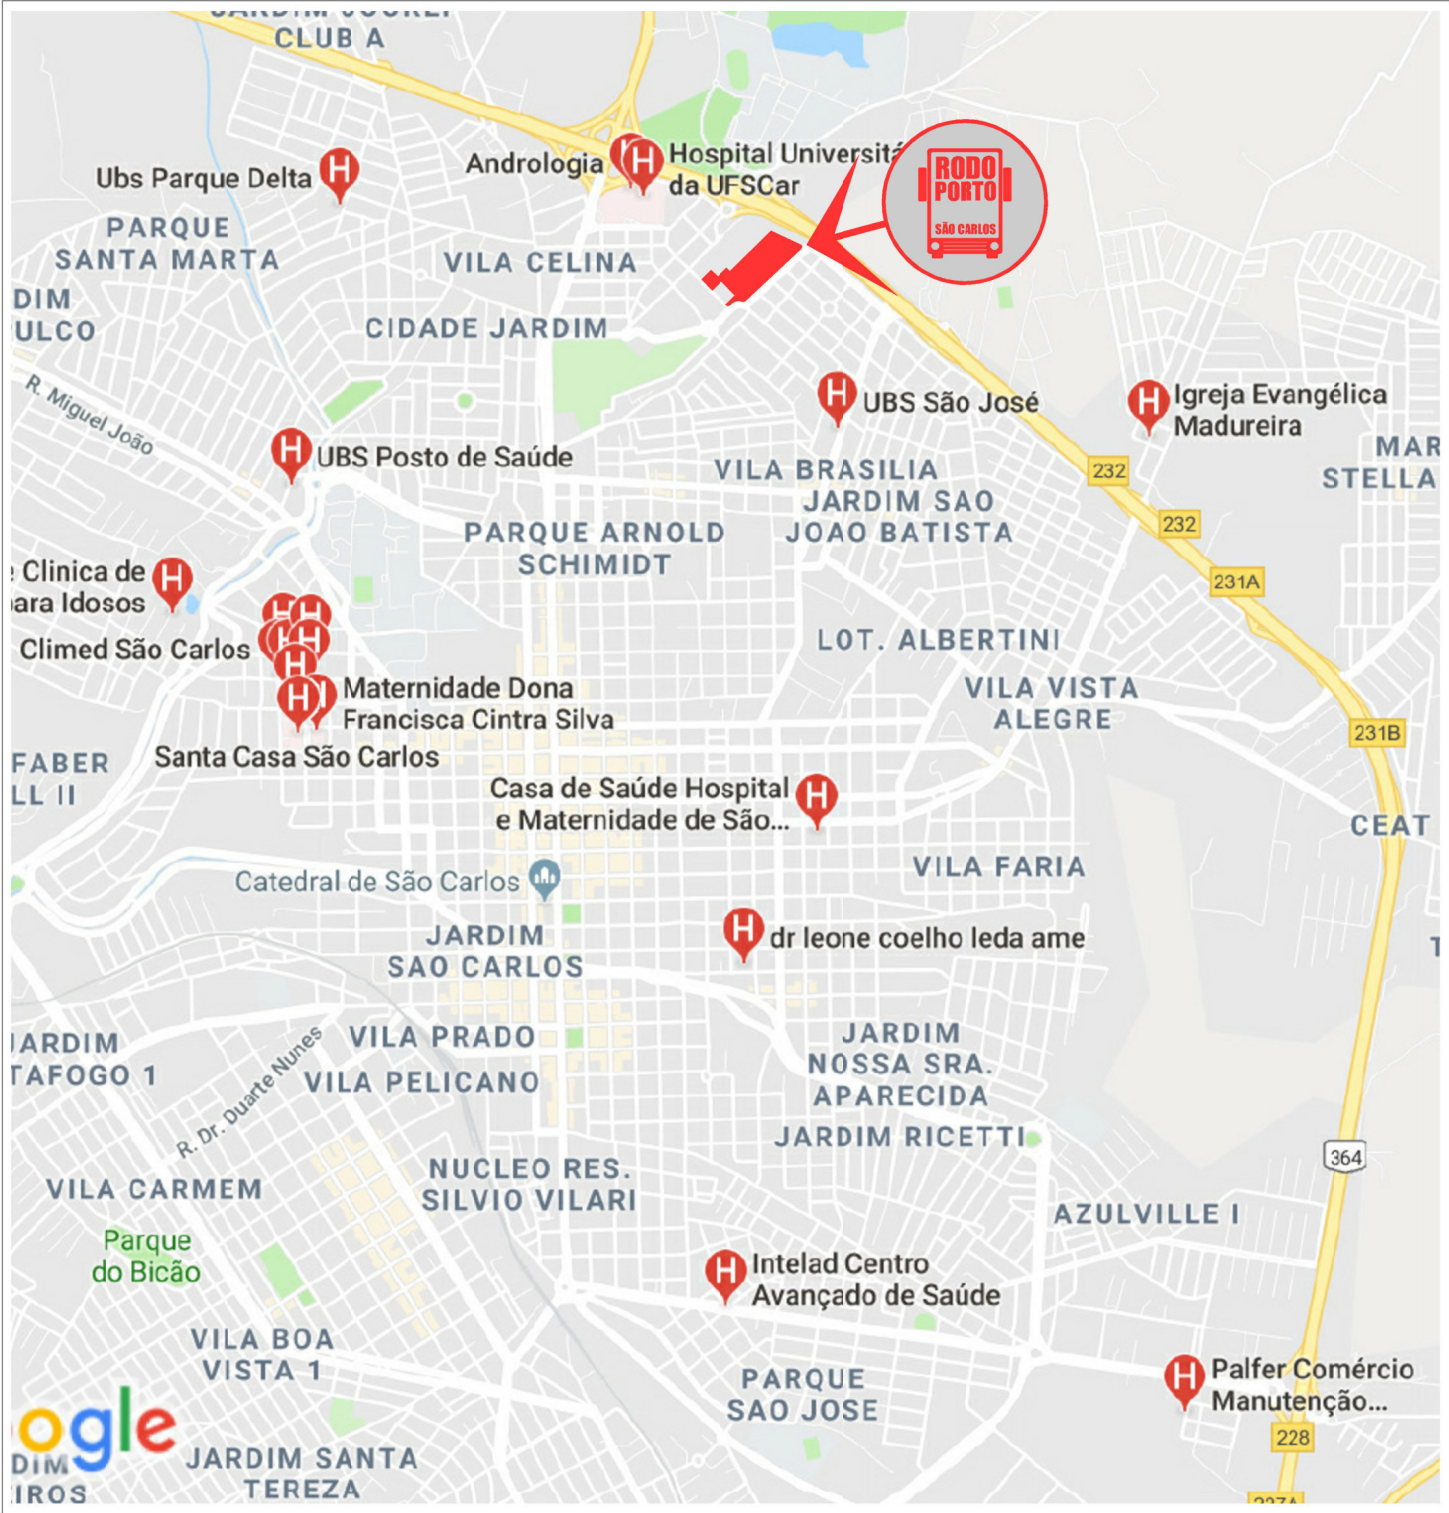 CLUB A
Ubs Parque Delta
Andrologia
Hospital Universitá
da UFSCar
RODO
PORTO
SÃO CARLOS
PARQUE
SANTA MARTA
VILA CELINA
DIM
ULCO
CIDADE JARDIM
R. Miguel João
UBS São José
Igreja Evangélica
Madureira
UBS Posto de Saúde
VILA BRASILIA
MAR
STELLA
232
JARDIM SAO
JOAO BATISTA
PARQUE ARNOLD
SCHIMIDT
232
231A
Clinica de
ara Idosos
Climed São Carlos
LOT. ALBERTINI
Maternidade Dona
Francisca Cintra Silva
VILA VISTA
ALEGRE
Santa Casa São Carlos
231B
FABER
LL II
Casa de Saúde Hospital
e Maternidade de São...
CEAT
VILA FARIA
Catedral de São Carlos
JARDIM
SAO CARLOS
dr leone coelho leda ame
T
VILA PRADO
JARDIM
NOSSA SRA.
APARECIDA
ARDIM
TAFOGO 1
R. Dr. Duarte Nunes
VILA PELICANO
JARDIM RICETTI
364
NUCLEO RES.
SILVIO VILARI
VILA CARMEM
AZULVILLE I
Parque
do Bicão
Intelad Centro
Avançado de Saúde
VILA BOA
VISTA 1
PARQUE
SAO JOSE
Palfer Comércio
Manutenção...
228
ogle
DIM
IROS
JARDIM SANTA
TEREZA